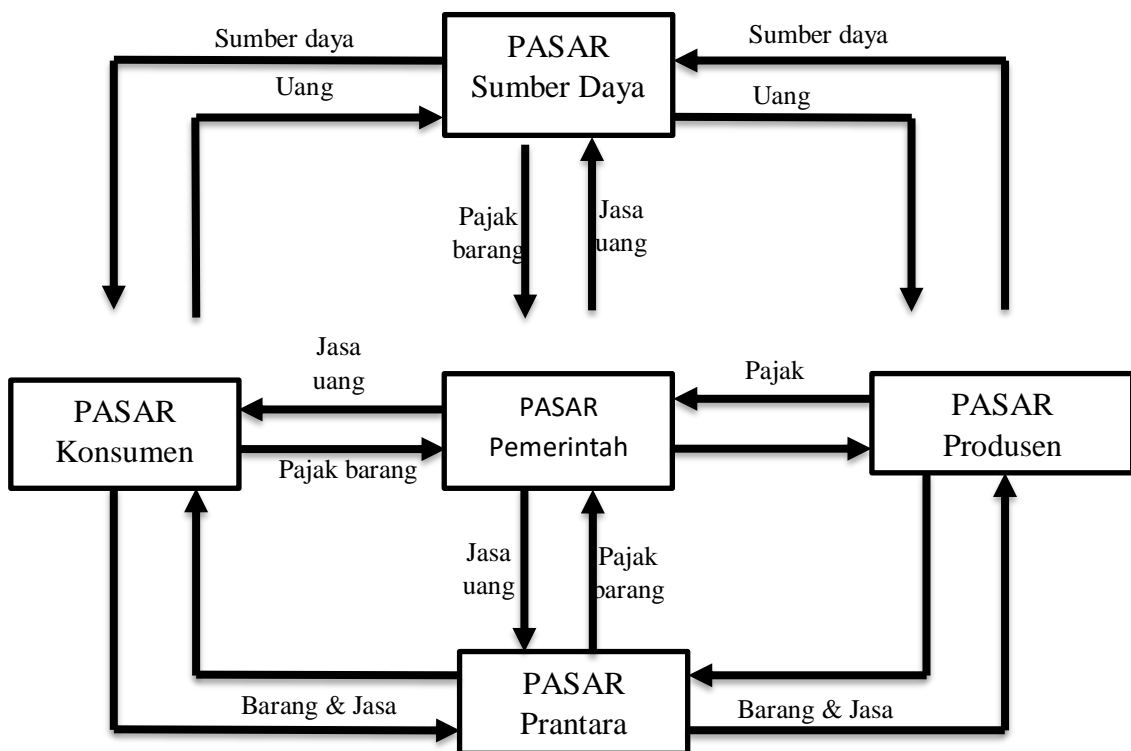 Sumber daya
PASAR
Sumber Daya
Sumber daya
Uang
Uang
Pajak
barang
Jasa
uang
Jasa
uang
Pajak
PASAR
Konsumen
PASAR
Pemerintah
PASAR
Produsen
Pajak barang
Jasa
uang
Pajak
barang
PASAR
Prantara
Barang & Jasa
Barang & Jasa